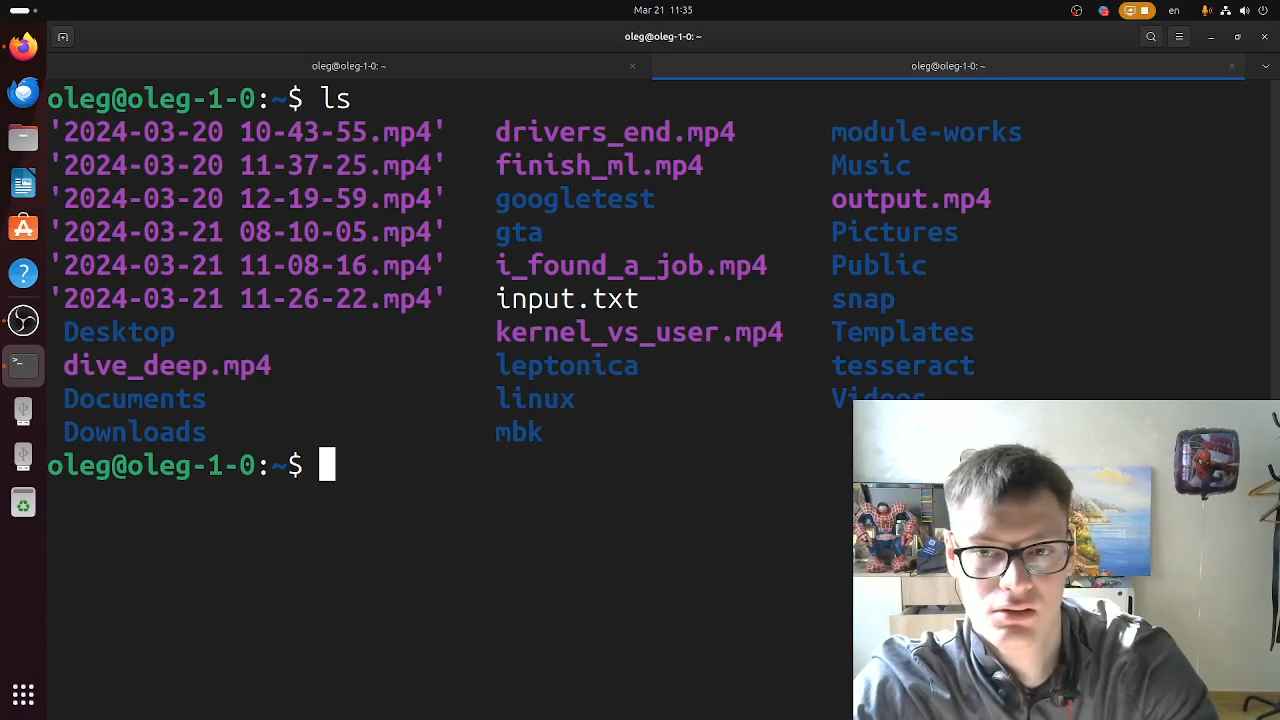 Mar 21 11:35
en
oleg@oleg-1-0: ~
oleg@oleg-1-0: ~
oleg@oleg-1-0: ~
oleg@oleg-1-0:~$ ls
'2024-03-20 10-43-55.mp4' drivers_end.mp4 module-works
'2024-03-20 11-37-25.mp4' finish_ml.mp4 Music
'2024-03-20 12-19-59.mp4' googletest output.mp4
'2024-03-21 08-10-05.mp4' gta Pictures
'2024-03-21 11-08-16.mp4' i_found_a_job.mp4 Public
'2024-03-21 11-26-22.mp4' input.txt snap
Desktop kernel_vs_user.mp4 Templates
dive_deep.mp4 leptonica tesseract
Documents linux Videos
Downloads mbk
oleg@oleg-1-0:~$